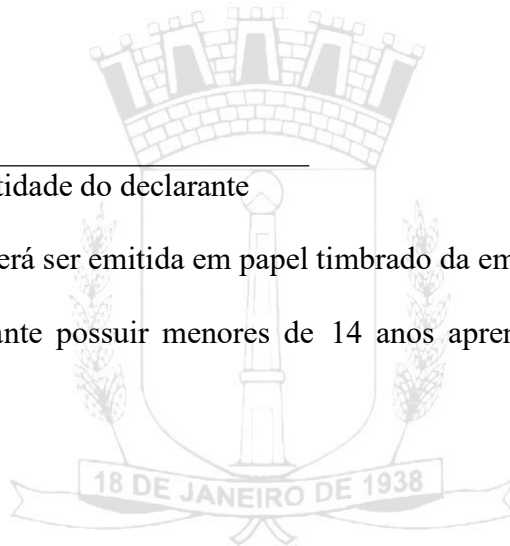 tidade do declarante
erá ser emitida em papel timbrado da em
ante possuir menores de 14 anos apren
18 DE JANEIRO DE 1938